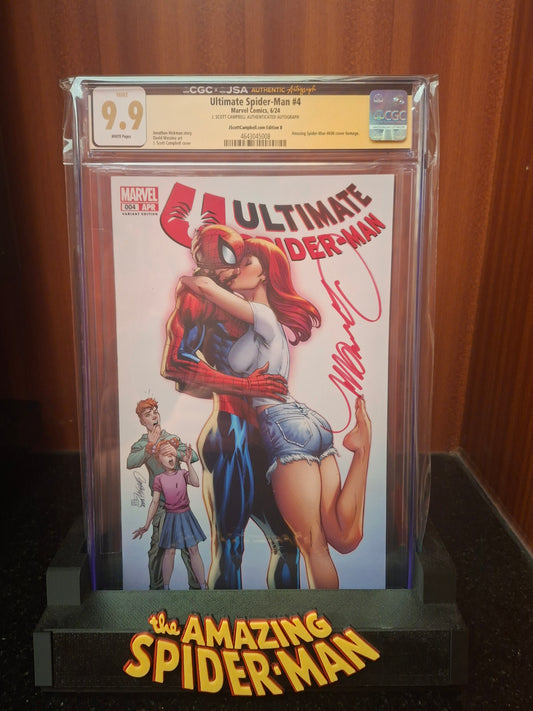 CGC × JSA AUTHENTIC Autograph
MINT
9.9
WHITE Pages
Ultimate Spider-Man #4
Marvel Comics, 6/24
J. SCOTT CAMPBELL AUTHENTICATED AUTOGRAPH
JScottCampbell.com Edition B
4643045008
Jonathan Hickman story
David Messina art
J. Scott Campbell cover
Amazing Spider-Man #606 cover homage.
CGC
MARVEL
004 APR
VARIANT EDITION
ULTIMATE
SPIDER-MAN
the AMAZING
SPIDER-MAN